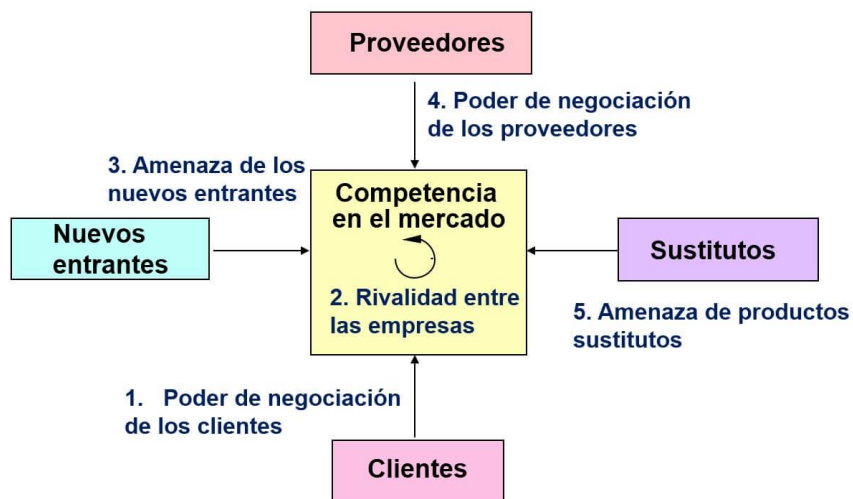 Proveedores
4. Poder de negociación
de los proveedores
3. Amenaza de los
nuevos entrantes
Competencia
en el mercado
2. Rivalidad entre
las empresas
Nuevos
entrantes
Sustitutos
5. Amenaza de productos
sustitutos
1. Poder de negociación
de los clientes
Clientes